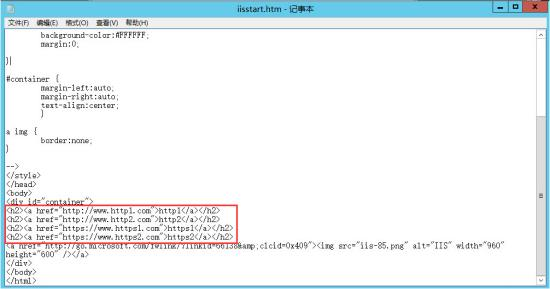 iisstart.htm - 记事本
文件(F) 编辑(E) 格式(O) 查看(V) 帮助(H)
background-color:#FFFFFF;
margin:0;
}
#container {
margin-left:auto;
margin-right:auto;
text-align:center;
}
a img {
border:none;
}
-->
</style>
</head>
<body>
<div id="container">
<h2><a href="http://www.http1.com">http1</a></h2>
<h2><a href="http://www.http2.com">http2</a></h2>
<h2><a href="https://www.https1.com">https1</a></h2>
<h2><a href="https://www.https2.com">https2</a></h2>
<a href="http://go.microsoft.com/fwlink/?linkid=66138&amp;clcid=0x409"><img src="iis-85.png" alt="IIS" width="960"
height="600" /></a>
</div>
</body>
</html>